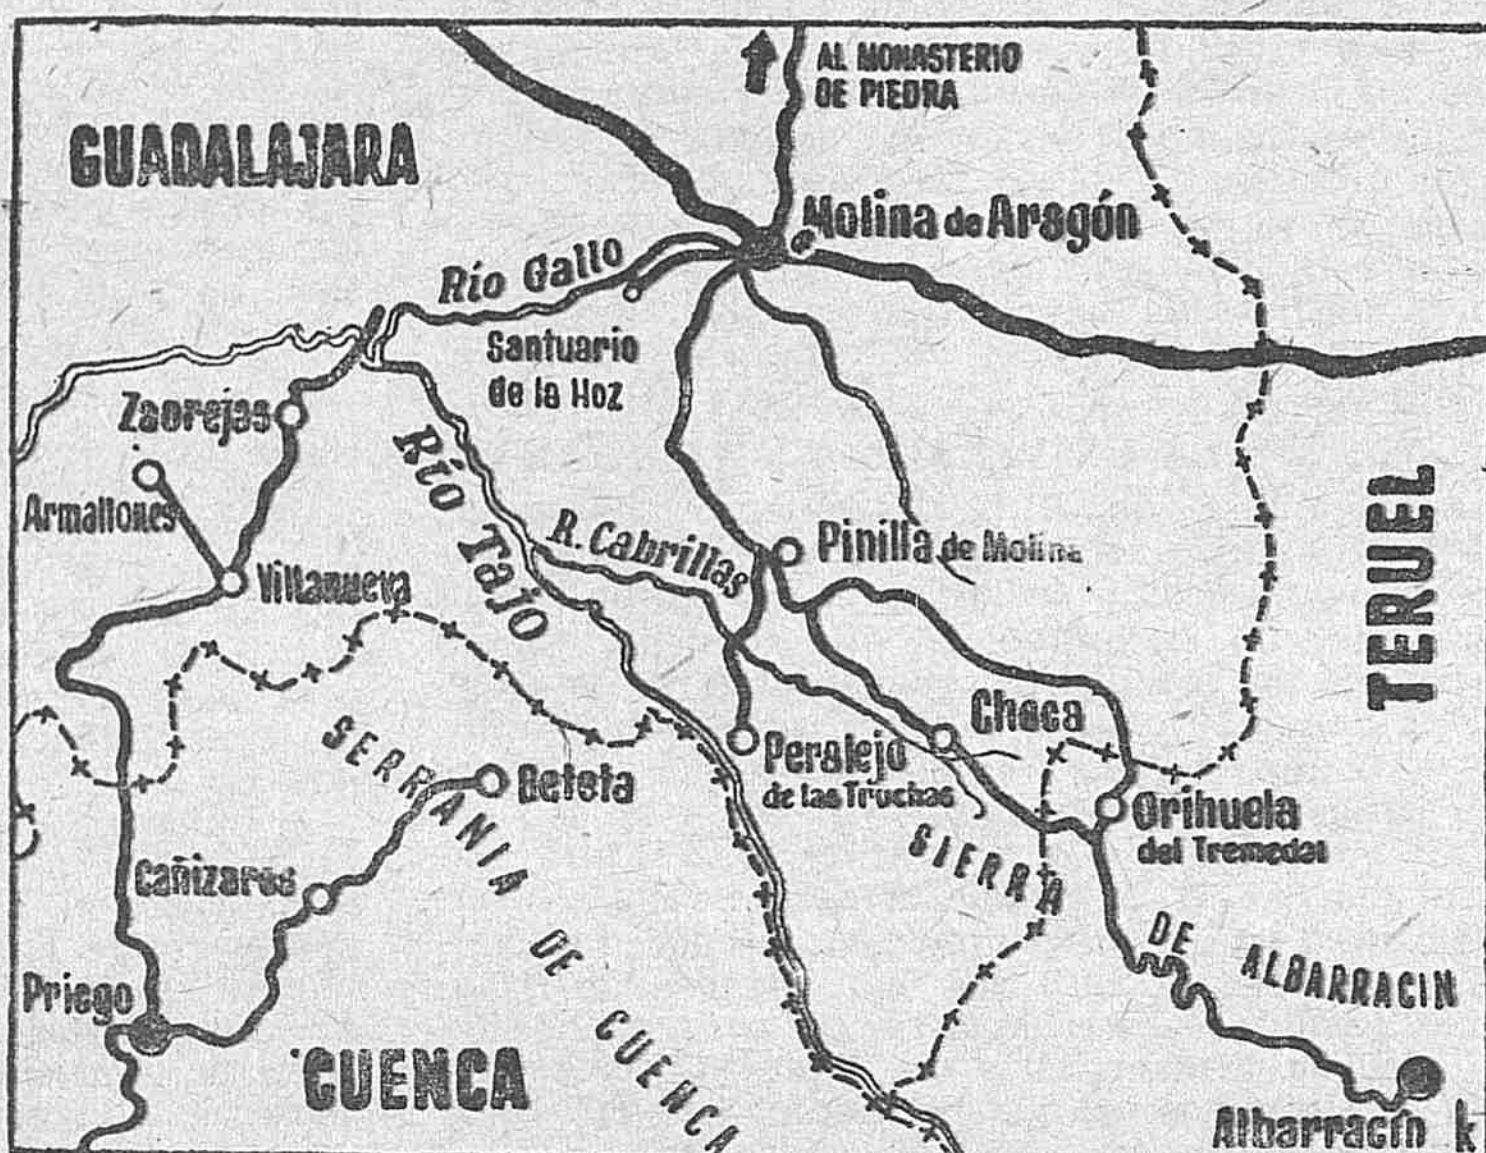 AL MONASTERIO
DE PIEDRA
GUADALAJARA
Molina de Aragón
Río Gallo
Santuario
de la Hoz
Zaorejas
Río Tajo
Armallones
R. Cabrillas
Pinilla de Molina
Villanueva
TERUEL
Checa
Peralejo
de las Truchas
Beteta
Orihuela
del Tremedal
SERRANIA DE CUENCA
Cañizares
SIERRA DE ALBARRACIN
Priego
CUENCA
Albarracín k